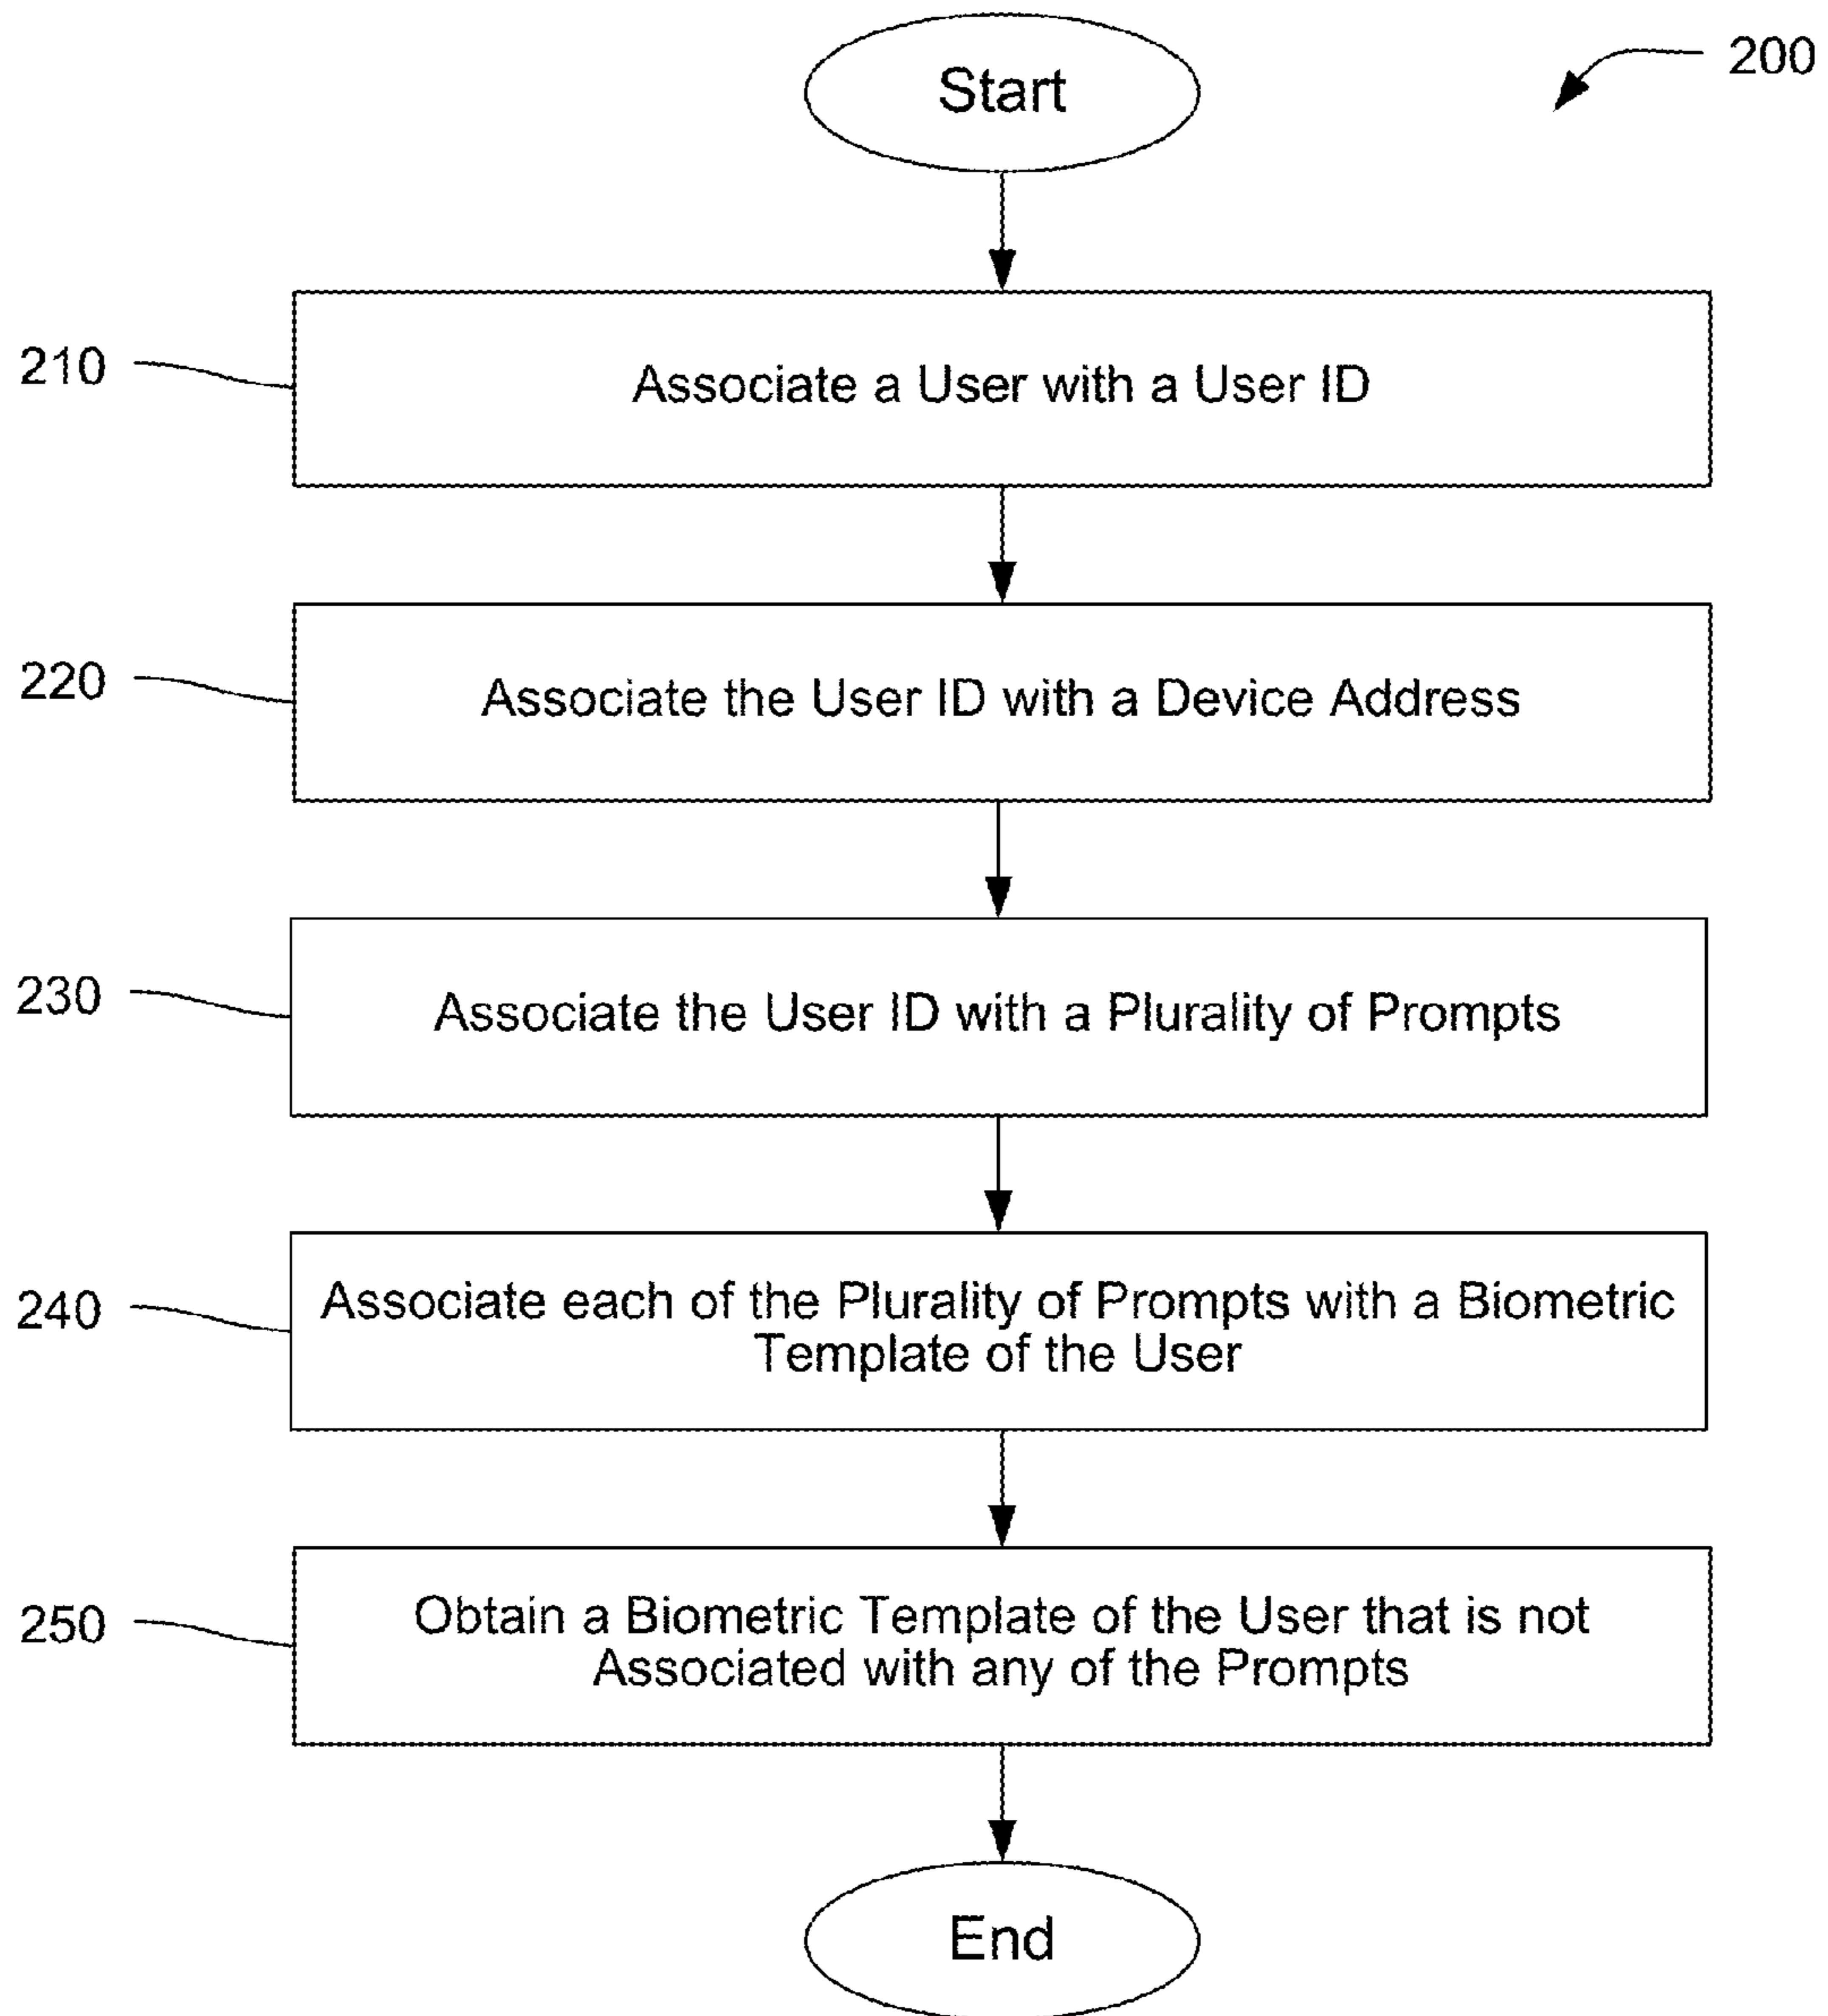 Start
200
210
Associate a User with a User ID
220
Associate the User ID with a Device Address
230
Associate the User ID with a Plurality of Prompts
240
Associate each of the Plurality of Prompts with a Biometric
Template of the User
250
Obtain a Biometric Template of the User that is not
Associated with any of the Prompts
End